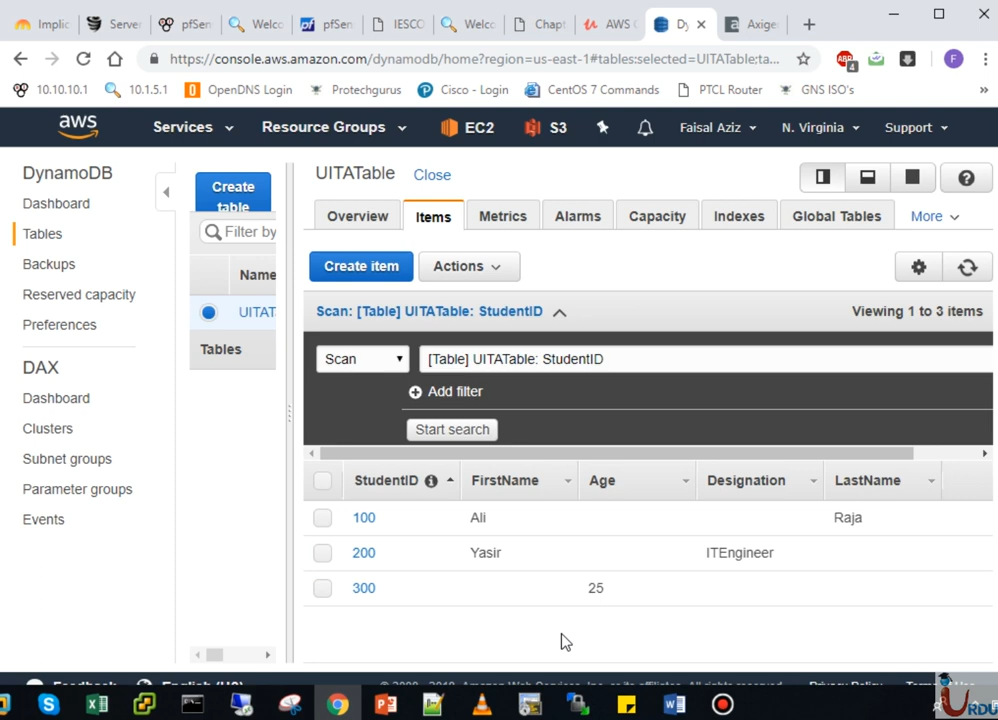 Implic
Server
pfSen
Welco
pfSen
IESCO
Welco
Chapt
AWS
Dy
Axige
https://console.aws.amazon.com/dynamodb/home?region=us-east-1#tables:selected=UITATable;ta...
ABP
4
F
10.10.10.1
10.1.5.1
OpenDNS Login
Protechgurus
Cisco - Login
CentOS 7 Commands
PTCL Router
GNS ISO's
»
aws
Services
Resource Groups
EC2
S3
Faisal Aziz
N. Virginia
Support
DynamoDB
Dashboard
Tables
Backups
Reserved capacity
Preferences
DAX
Dashboard
Clusters
Subnet groups
Parameter groups
Events
Create
table
Filter by
Name
UITAT
Tables
UITATable Close
Overview
Items
Metrics
Alarms
Capacity
Indexes
Global Tables
More
Create item
Actions
Scan: [Table] UITATable: StudentID
Viewing 1 to 3 items
Scan
[Table] UITATable: StudentID
Add filter
Start search
StudentID FirstName Age Designation LastName
100 Ali Raja
200 Yasir ITEngineer
300 25
URDU